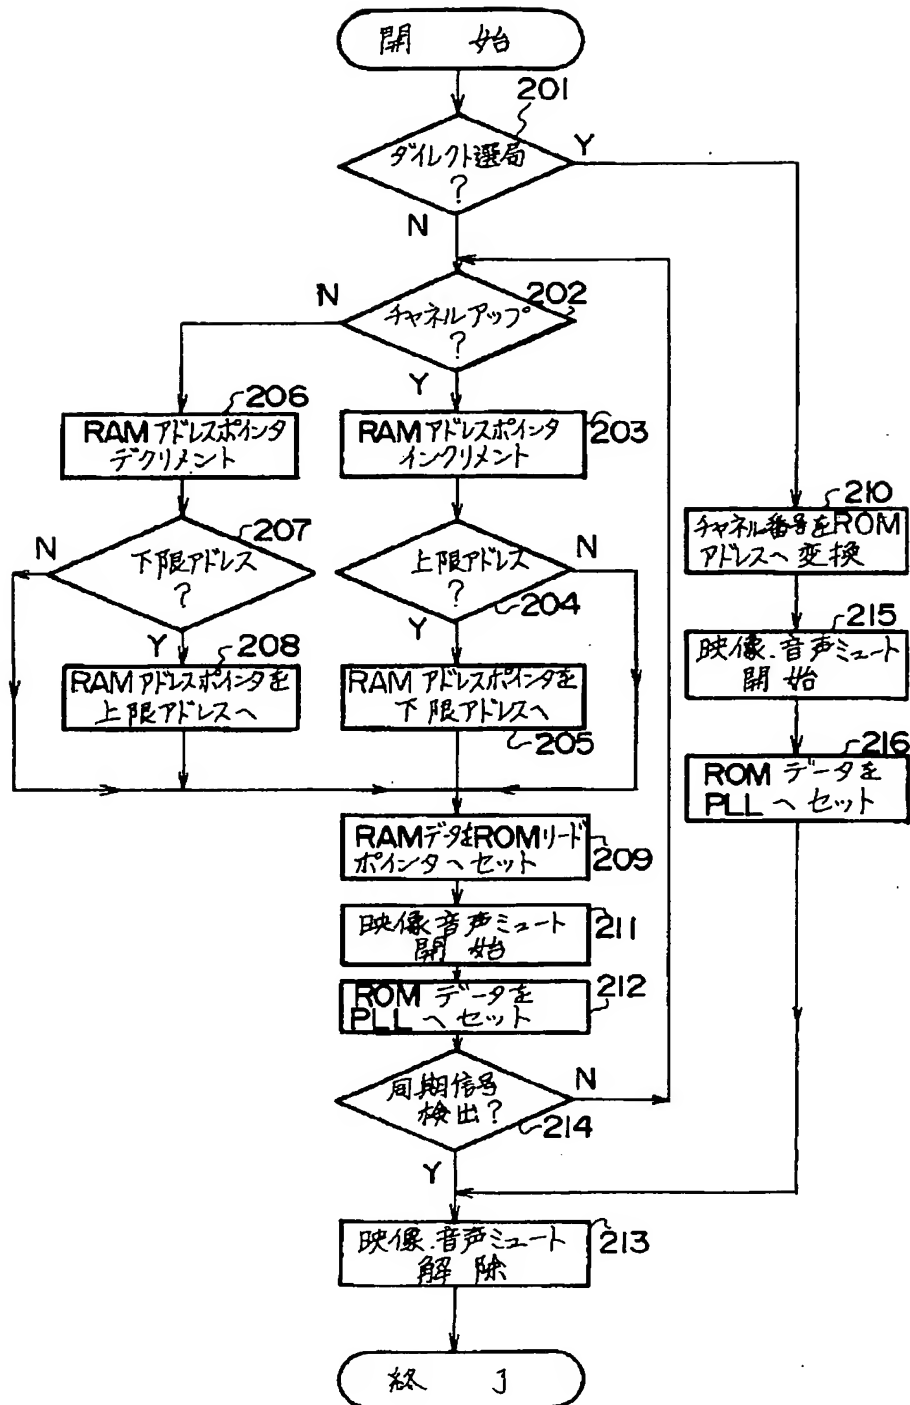 開 始
201
ダイレクト選局
?
Y
N
202
チャネルアップ
?
N
Y
206
RAMアドレスポインタ
デクリメント
RAMアドレスポインタ
インクリメント
203
207
下限アドレス
?
N
Y
上限アドレス
?
N
204
Y
208
RAMアドレスポインタを
上限アドレスへ
RAMアドレスポインタを
下限アドレスへ
205
210
チャネル番号をROM
アドレスへ変換
215
映像.音声ミュート
開始
216
ROMデータを
PLLへセット
RAMデータをROMリード
ポインタへセット
209
映像.音声ミュート
開始
211
ROMデータを
PLLへセット
212
同期信号
検出?
N
214
Y
映像.音声ミュート
解除
213
終 了